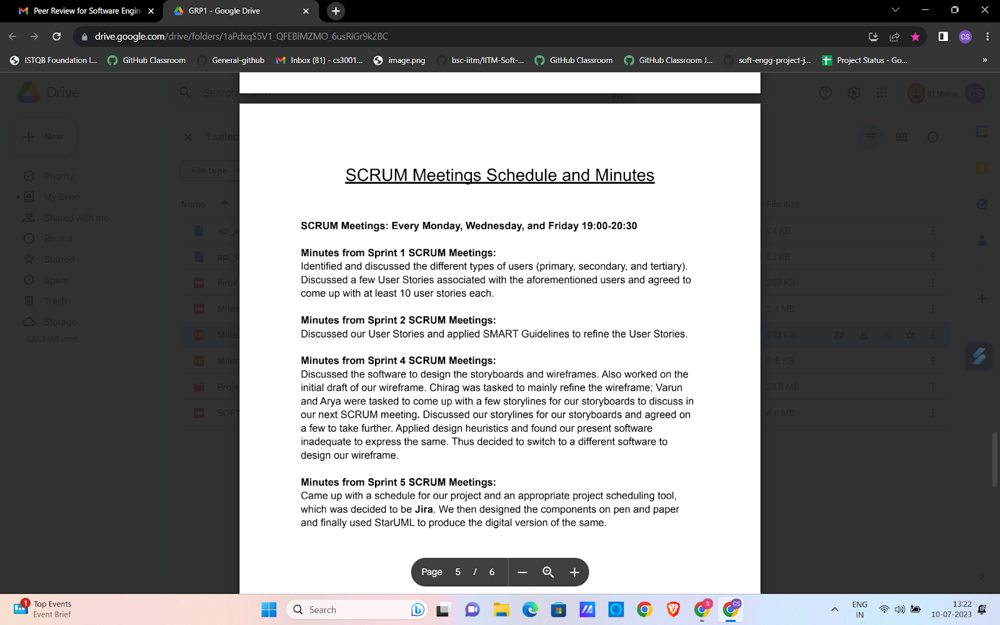 Peer Review for Software Engin
GRP1 - Google Drive
drive.google.com/drive/folders/1aPdxqS5V1_QFEBlMZMO_6usRiGr9k2BC
CS
ISTQB Foundation l...
GitHub Classroom
General-github
Inbox (81) - cs3001...
image.png
bsc-iitm/IITM-Soft-...
GitHub Classroom
GitHub Classroom J...
soft-engg-project-j...
Project Status - Go...
»
Drive
Search in Drive
IIT Madras
CS
New
1 selec
File type
Priority
My Drive
Shared with me
Recent
Starred
Spam
Trash
Storage
632.3 MB used
Name
File size
api_v
44 KB
api_v
53 KB
Final
289 KB
Miles
2.4 MB
Miles
592 KB
Miles
915 KB
Proje
23.8 MB
SOFT
4.6 MB
SCRUM Meetings Schedule and Minutes
SCRUM Meetings: Every Monday, Wednesday, and Friday 19:00-20:30
Minutes from Sprint 1 SCRUM Meetings:
Identified and discussed the different types of users (primary, secondary, and tertiary).
Discussed a few User Stories associated with the aforementioned users and agreed to
come up with at least 10 user stories each.
Minutes from Sprint 2 SCRUM Meetings:
Discussed our User Stories and applied SMART Guidelines to refine the User Stories.
Minutes from Sprint 4 SCRUM Meetings:
Discussed the software to design the storyboards and wireframes. Also worked on the
initial draft of our wireframe. Chirag was tasked to mainly refine the wireframe; Varun
and Arya were tasked to come up with a few storylines for our storyboards to discuss in
our next SCRUM meeting. Discussed our storylines for our storyboards and agreed on
a few to take further. Applied design heuristics and found our present software
inadequate to express the same. Thus decided to switch to a different software to
design our wireframe.
Minutes from Sprint 5 SCRUM Meetings:
Came up with a schedule for our project and an appropriate project scheduling tool,
which was decided to be Jira. We then designed the components on pen and paper
and finally used StarUML to produce the digital version of the same.
Page 5 / 6
1
Top Events
Event Brief
Search
S
CS
ENG
IN
13:22
10-07-2023